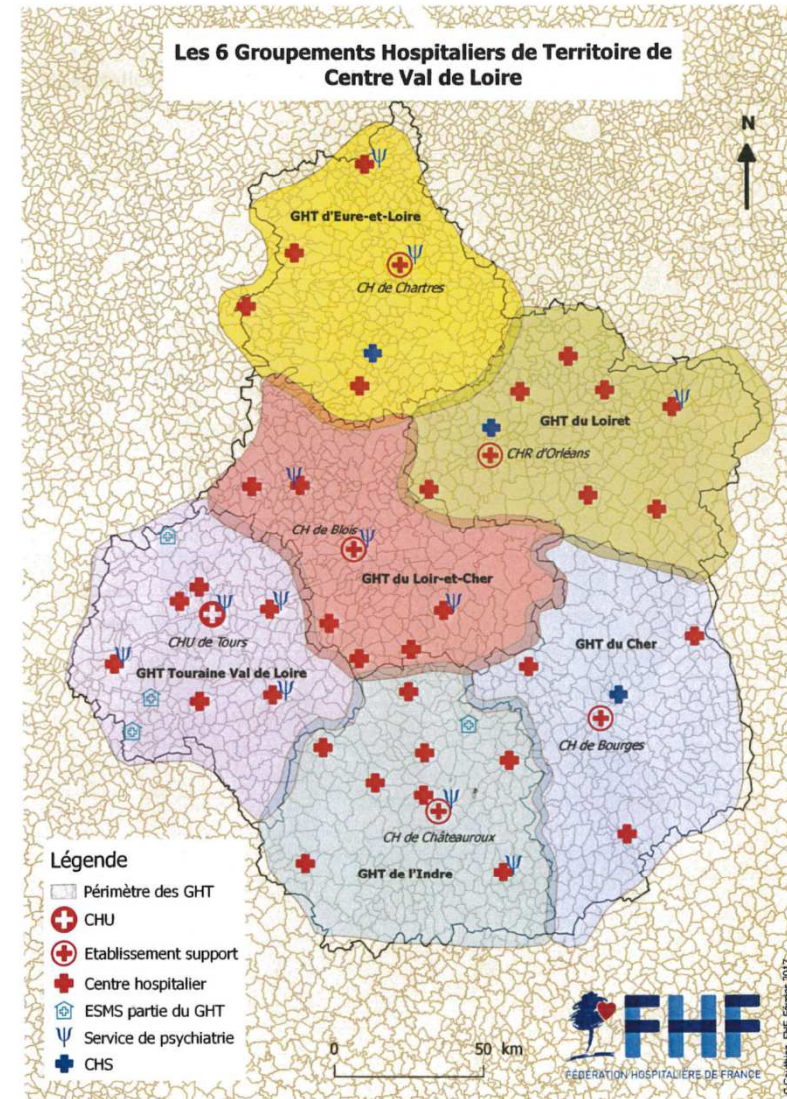 Les 6 Groupements Hospitaliers de Territoire de
Centre Val de Loire
N
GHT d'Eure-et-Loire
CH de Chartres
GHT du Loiret
CHR d'Orléans
CH de Blois
GHT du Loir-et-Cher
CHU de Tours
GHT Touraine Val de Loire
GHT du Cher
CH de Bourges
CH de Châteauroux
GHT de l'Indre
Légende
Périmètre des GHT
CHU
Etablissement support
Centre hospitalier
ESMS partie du GHT
Service de psychiatrie
CHS
0 50 km
FHF
FÉDÉRATION HOSPITALIÈRE DE FRANCE
FHF, Février 2017